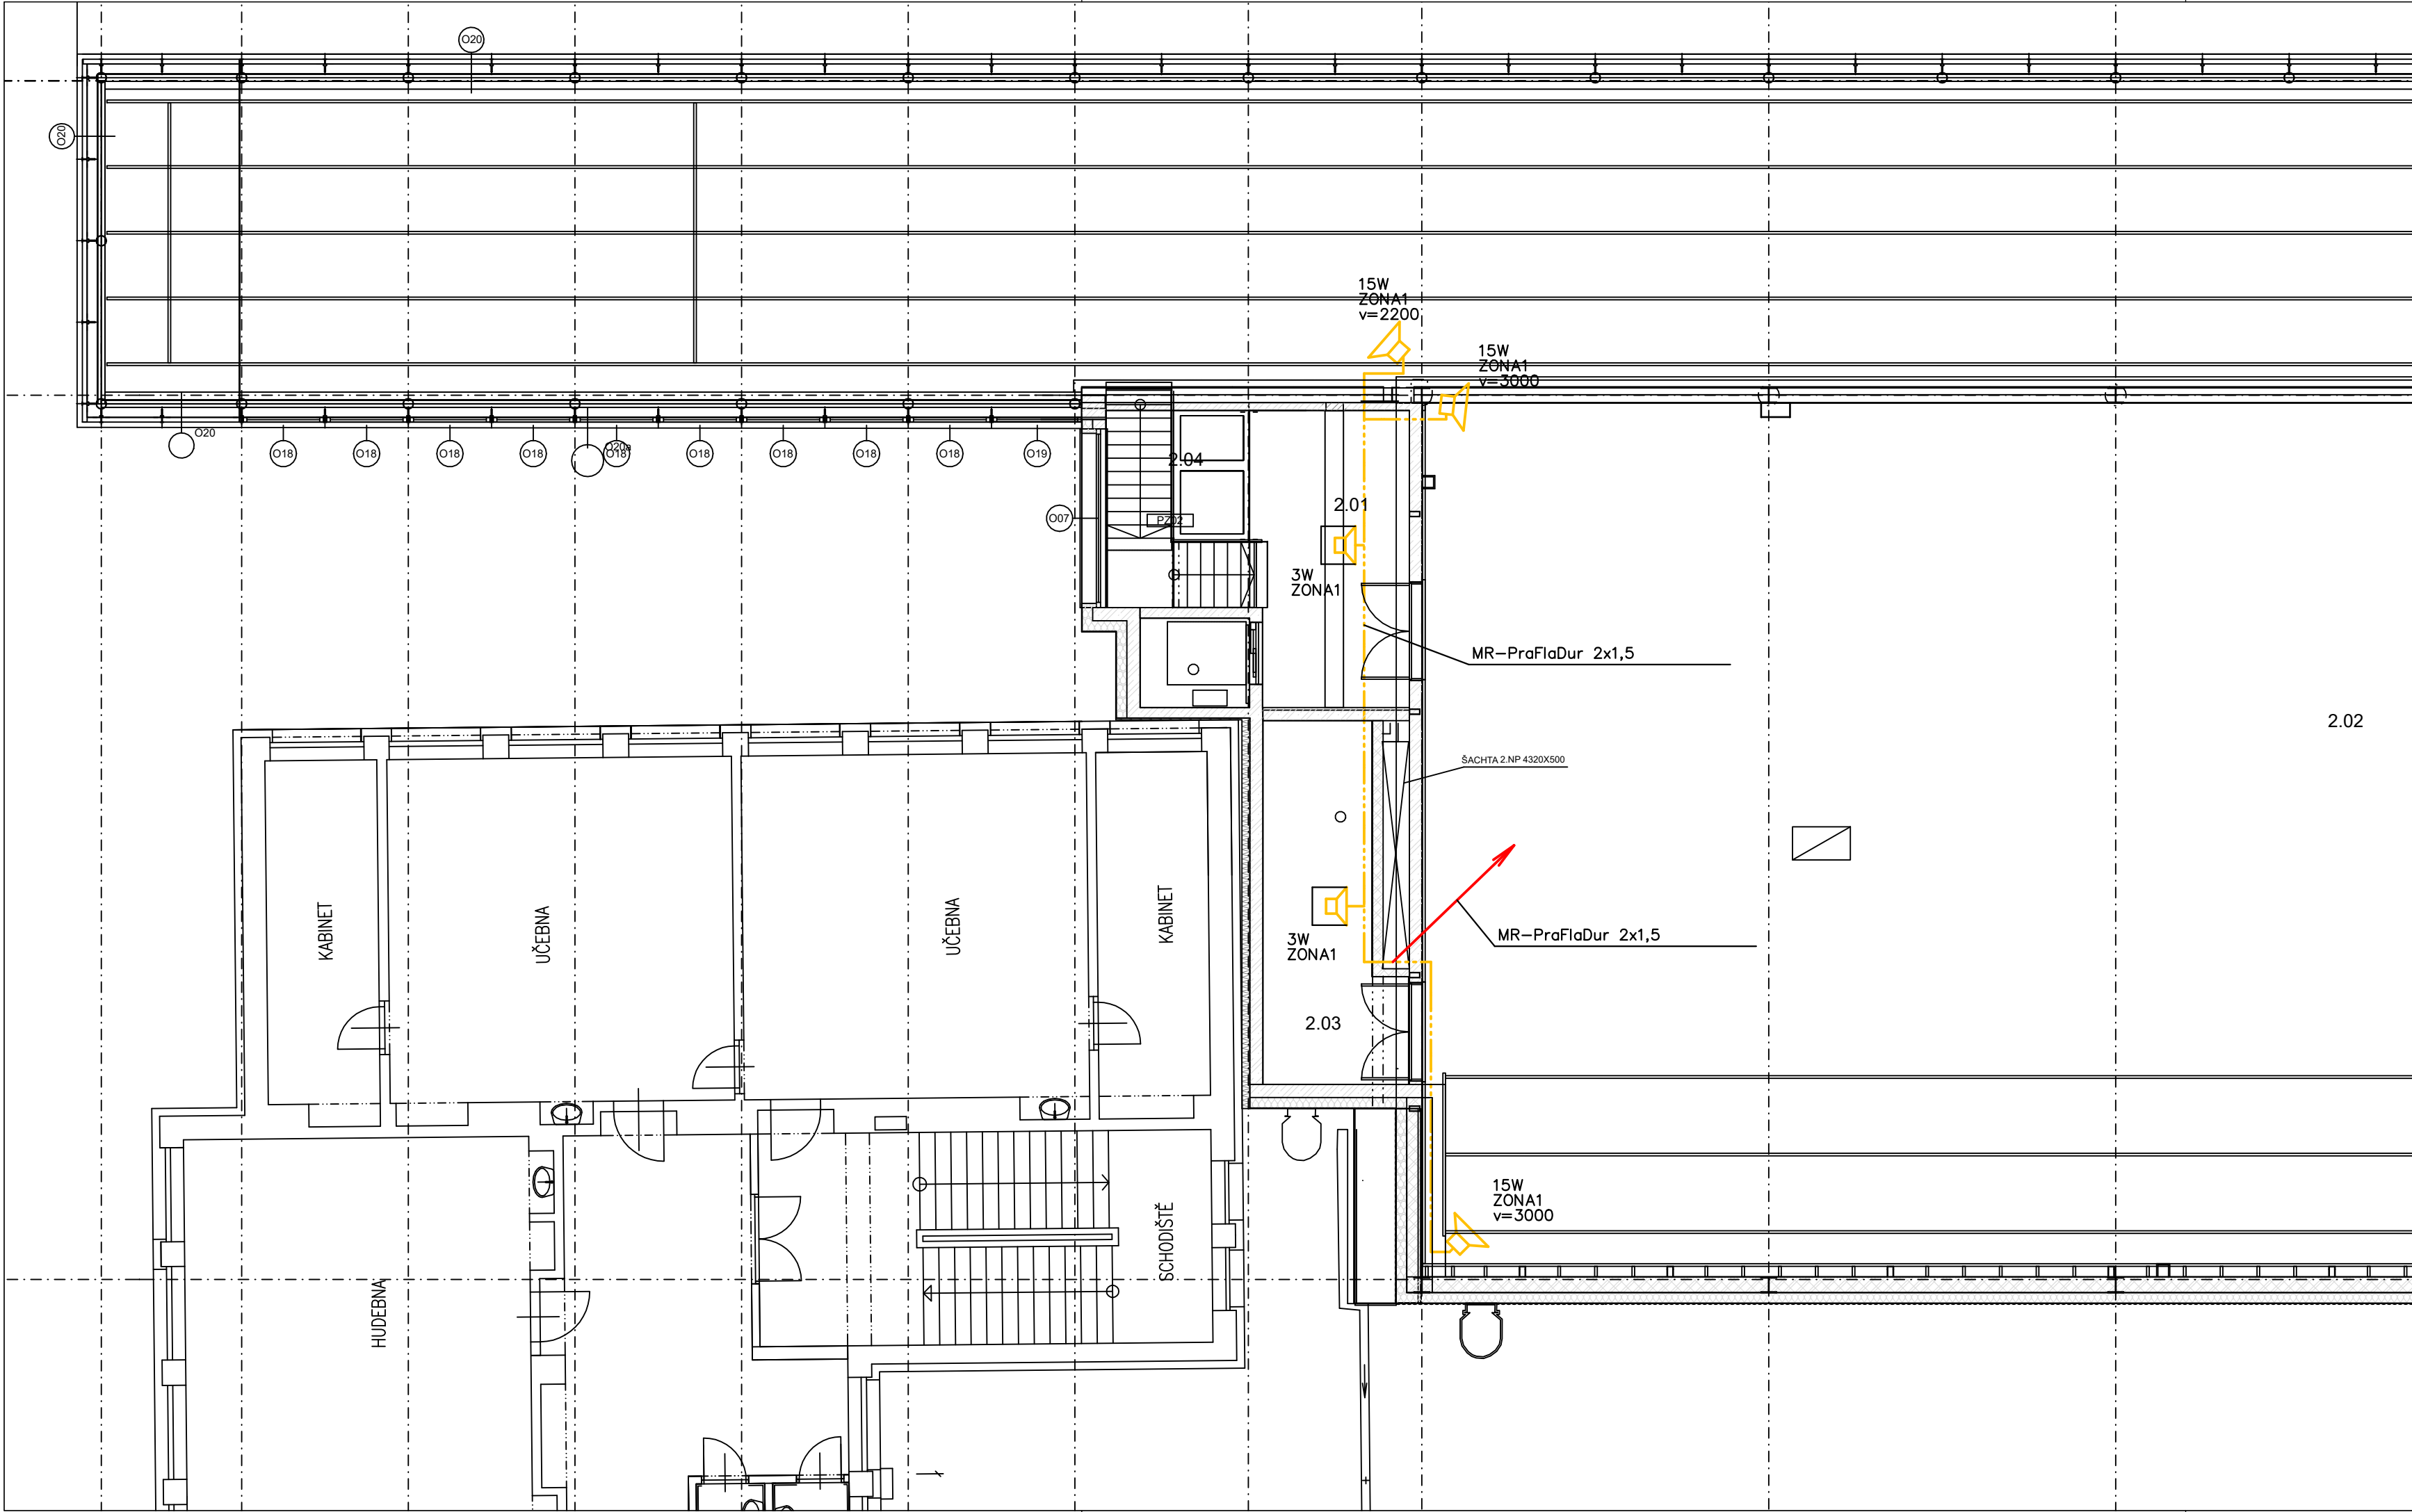 O20
O20
15W
ZONA1
v=2200
15W
ZONA1
v=3000
O20
O18
O18
O18
O18
O20a
O18
O18
O18
O18
O18
O19
2.04
2.01
O07
PZ02
3W
ZONA1
MR-PraFlaDur 2x1,5
2.02
ŠACHTA 2.NP 4320X500
KABINET
UČEBNA
UČEBNA
KABINET
3W
ZONA1
MR-PraFlaDur 2x1,5
2.03
15W
ZONA1
v=3000
SCHODIŠTĚ
HUDEBNA